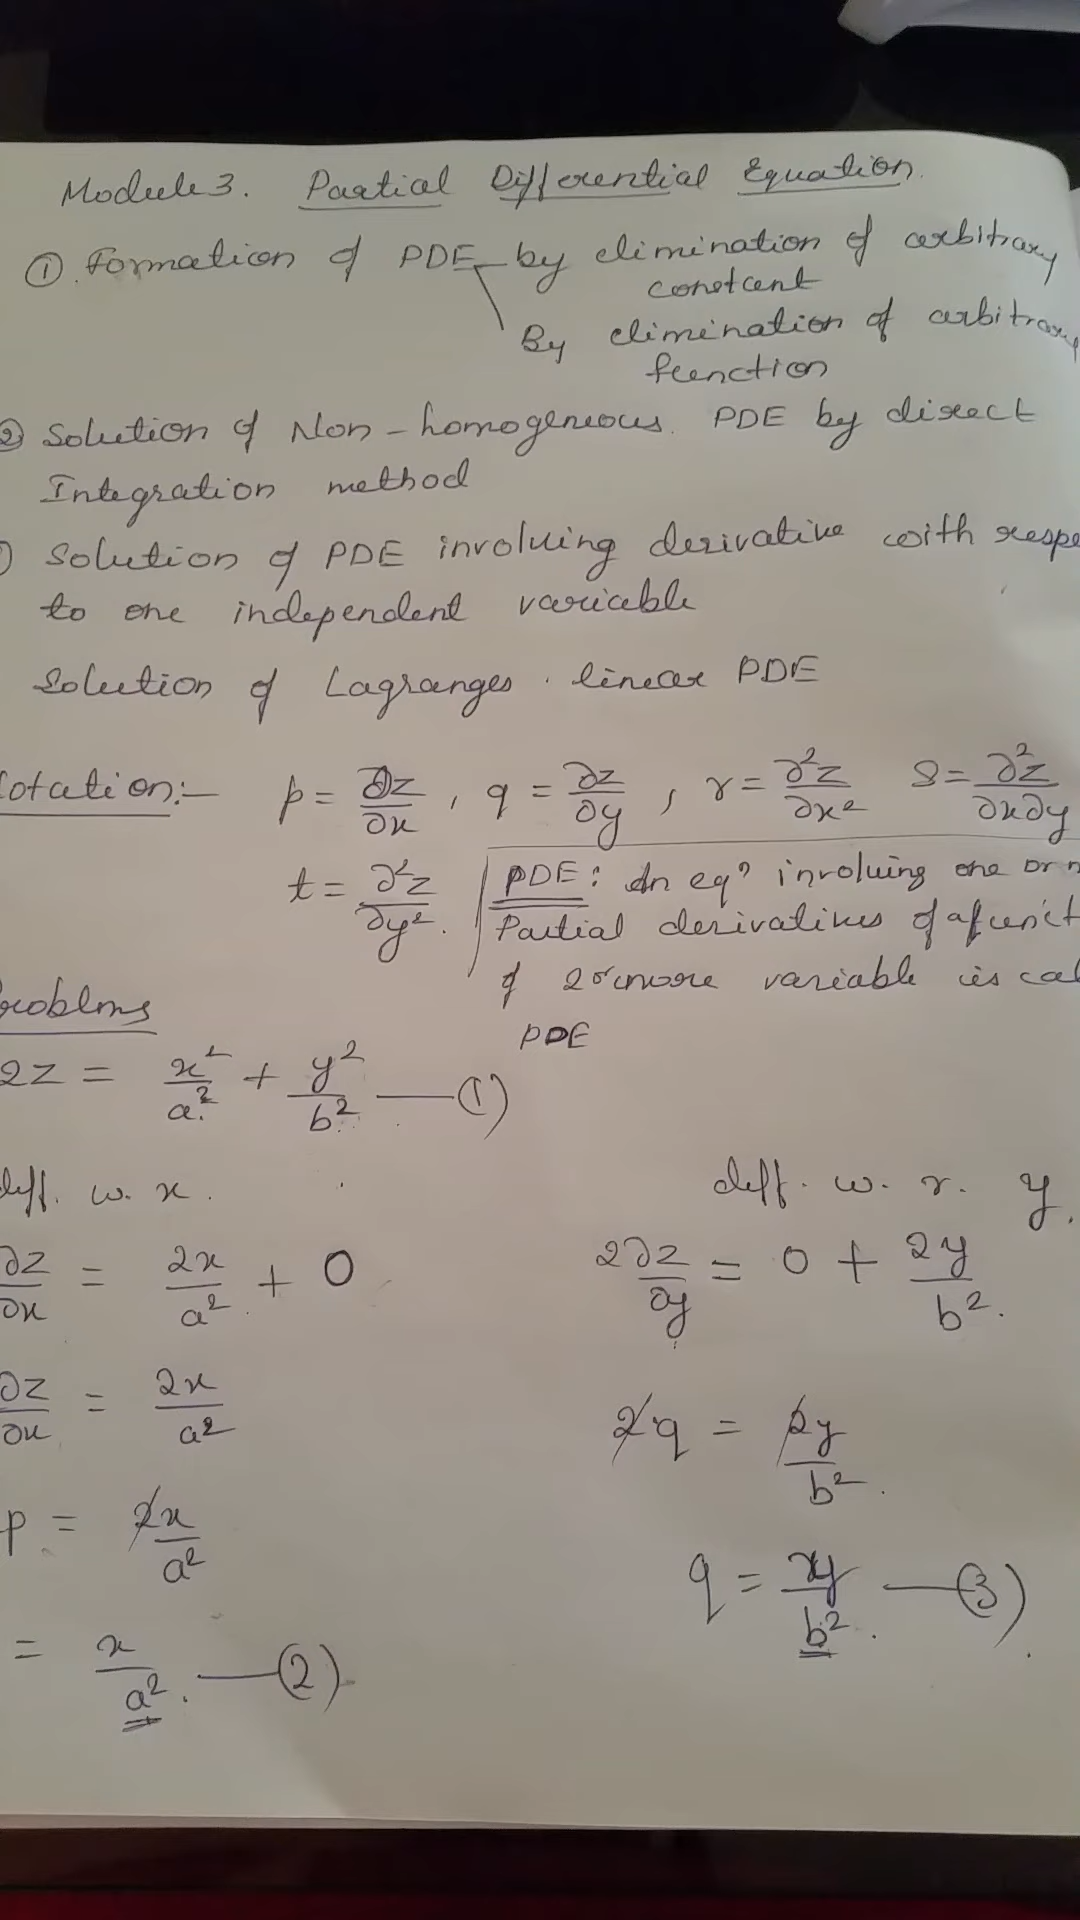 Module 3. Partial Differential Equation.
① Formation of PDE by elimination of arbitrary
constant
By elimination of arbitrary
function
② Solution of Non-homogeneous. PDE by direct
Integration method
Solution of PDE involving derivative with respe
to one independent variable
Solution of Lagranges. linear PDE
otation:- p = ∂z/∂x , q = ∂z/∂y , r = ∂²z/∂x² S = ∂²z/∂x∂y
t = ∂²z/∂y². PDE: An eqⁿ involving one or
Partial derivatives of a funct
of 2 or more variable is cal
PDE
roblms
2z = x²/a² + y²/b² —(1)
diff. w. x.
∂z/∂x = 2x/a² + 0
∂z/∂x = 2x/a²
p = 2x/a²
= x/a². —(2)
diff. w. r. y.
2∂z/∂y = 0 + 2y/b².
2q = 2y/b².
q = y/b². —(3)